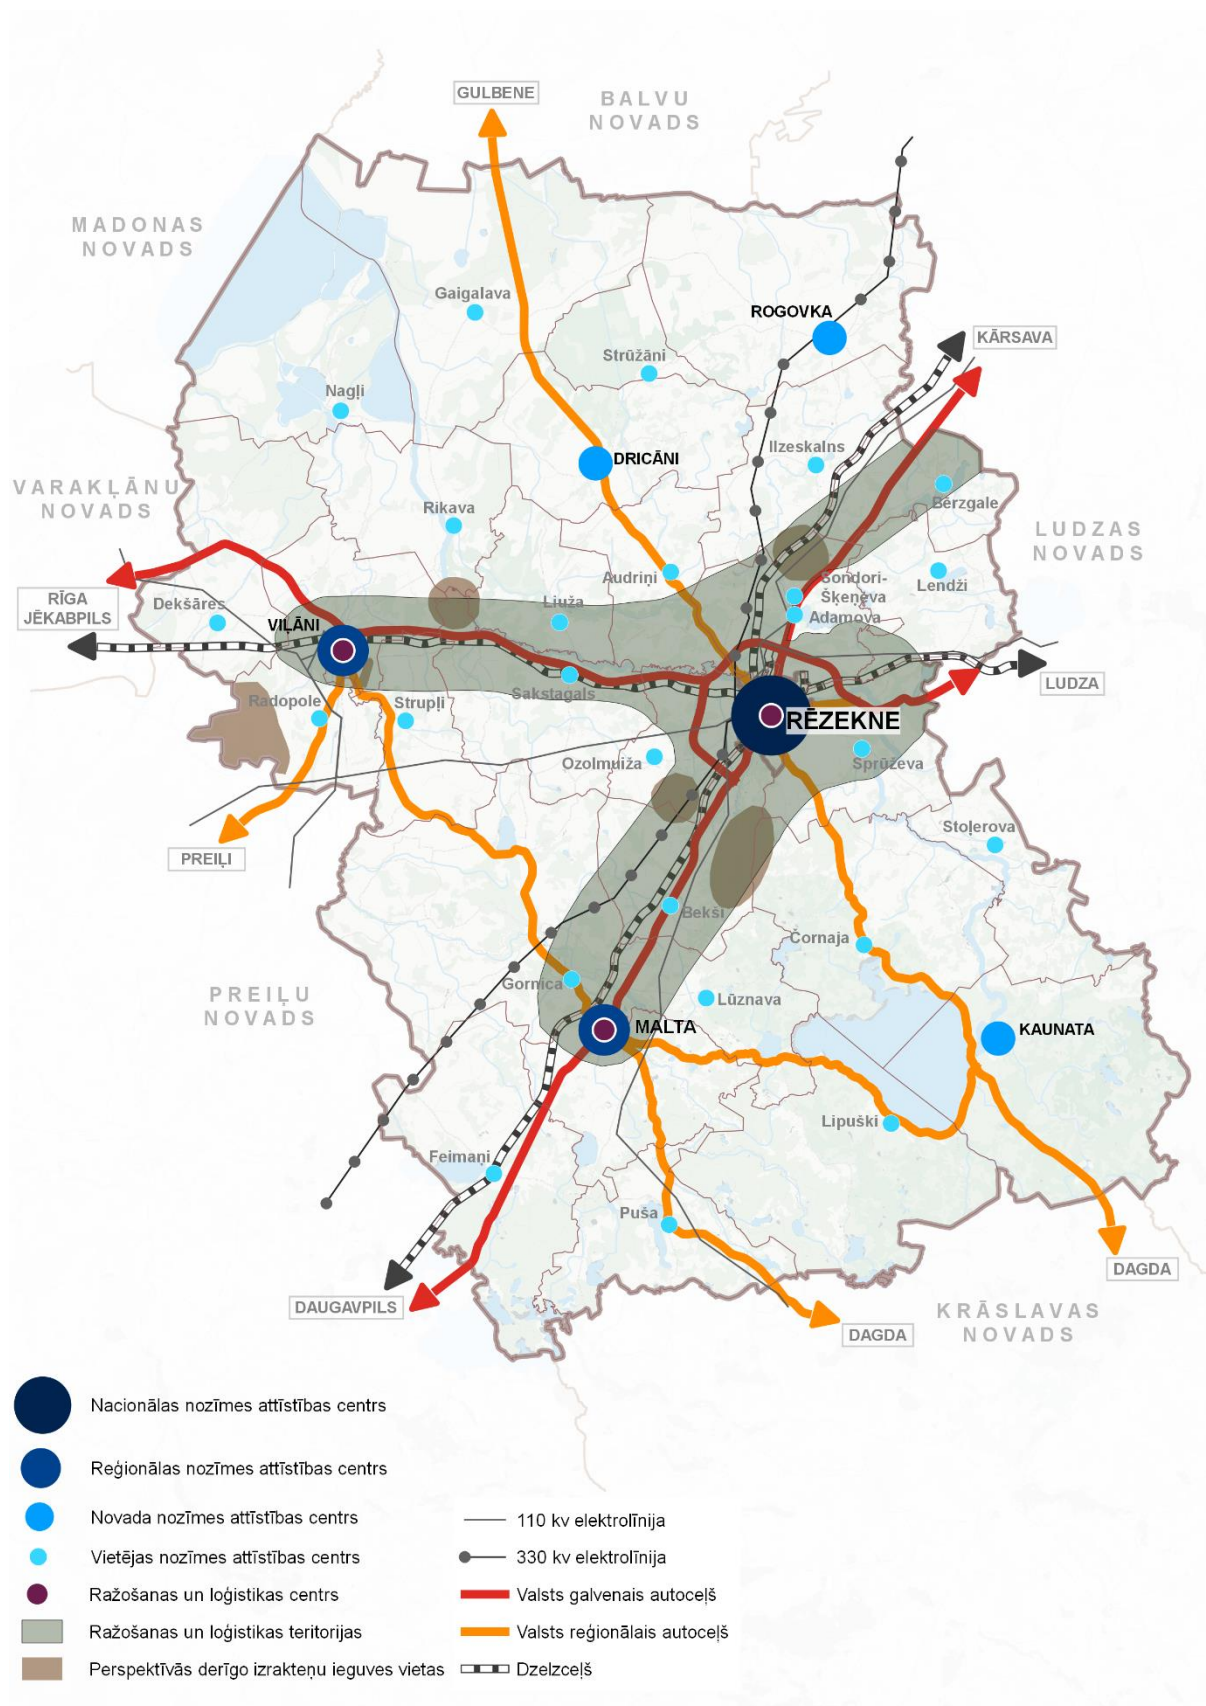 GULBENE
BALVU
NOVADS
MADONAS
NOVADS
Gaigalava
ROGOVKA
KĀRSAVA
Strūžāni
Nagļi
Ilzeskalns
DRICĀNI
VARAKĻĀNU
NOVADS
Bērzgale
Rikava
LUDZAS
NOVADS
Audriņi
Sondori-
Šķeņeva
Lendži
RĪGA
JĒKABPILS
Dekšāres
Liuža
Adamova
VIĻĀNI
LUDZA
Sakstagals
Radopole
Strupļi
RĒZEKNE
Ozolmuiža
Sprūževa
Stoļerova
PREIĻI
Bekši
Čornaja
Gornica
PREIĻU
NOVADS
Lūznava
MALTA
KAUNATA
Lipuški
Feimaņi
Puša
DAGDA
DAUGAVPILS
KRĀSLAVAS
NOVADS
DAGDA
Nacionālas nozīmes attīstības centrs
Reģionālas nozīmes attīstības centrs
Novada nozīmes attīstības centrs
Vietējas nozīmes attīstības centrs
Ražošanas un loģistikas centrs
Ražošanas un loģistikas teritorijas
Perspektīvās derīgo izrakteņu ieguves vietas
110 kv elektrolīnija
330 kv elektrolīnija
Valsts galvenais autoceļš
Valsts reģionālais autoceļš
Dzelzceļš